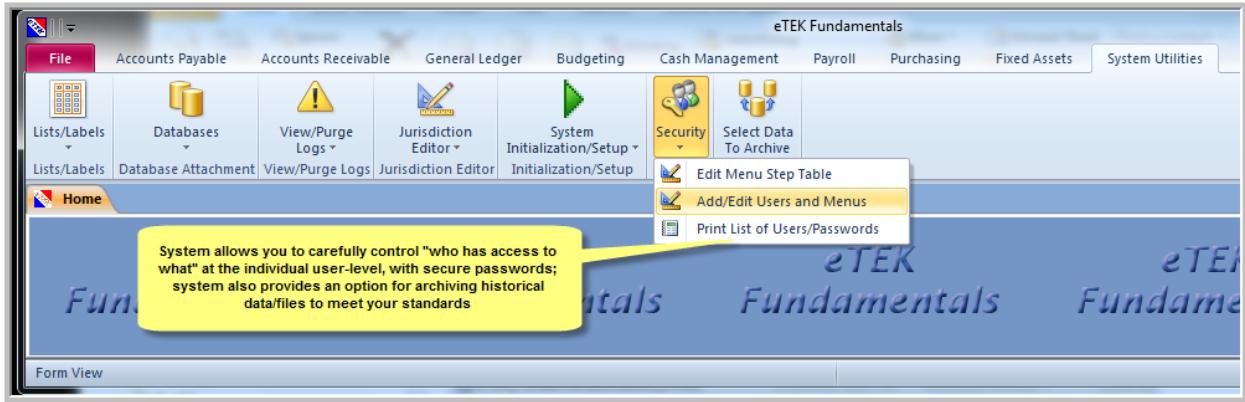 eTEK Fundamentals
File Accounts Payable Accounts Receivable General Ledger Budgeting Cash Management Payroll Purchasing Fixed Assets System Utilities
Lists/Labels Databases View/Purge Logs Jurisdiction Editor System Initialization/Setup Security Select Data To Archive
Lists/Labels Database Attachment View/Purge Logs Jurisdiction Editor Initialization/Setup
Edit Menu Step Table
Home
Add/Edit Users and Menus
Print List of Users/Passwords
System allows you to carefully control "who has access to
what" at the individual user-level, with secure passwords;
system also provides an option for archiving historical
data/files to meet your standards
eTEK eTEK
Fundamentals Fundamentals Fundame
Form View